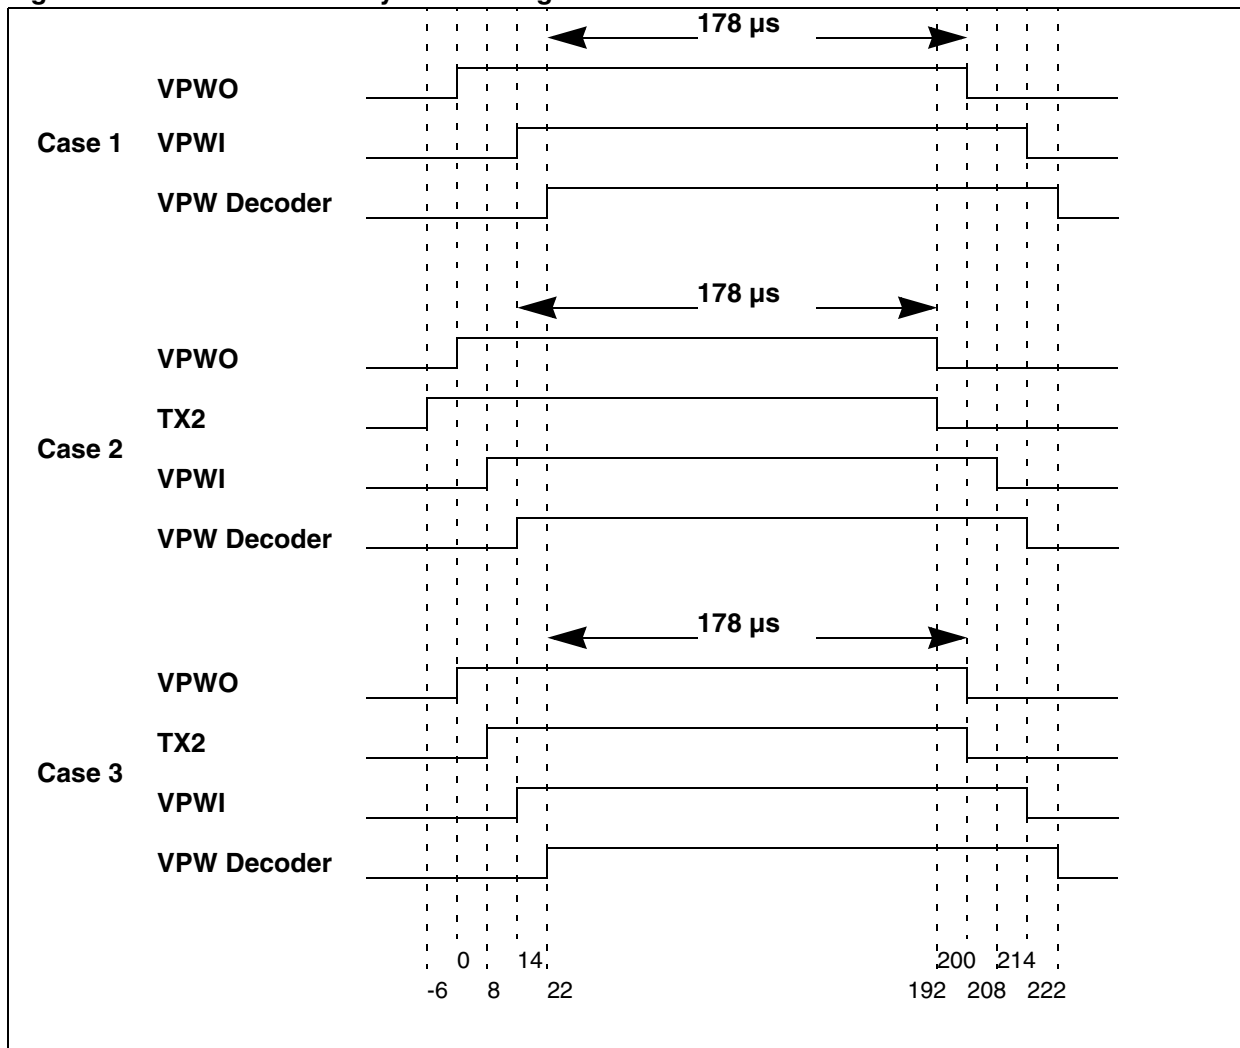 178 µs
VPWO
Case 1 VPWI
VPW Decoder
178 µs
VPWO
TX2
Case 2
VPWI
VPW Decoder
178 µs
VPWO
TX2
Case 3
VPWI
VPW Decoder
0 14 200 214
-6 8 22 192 208 222